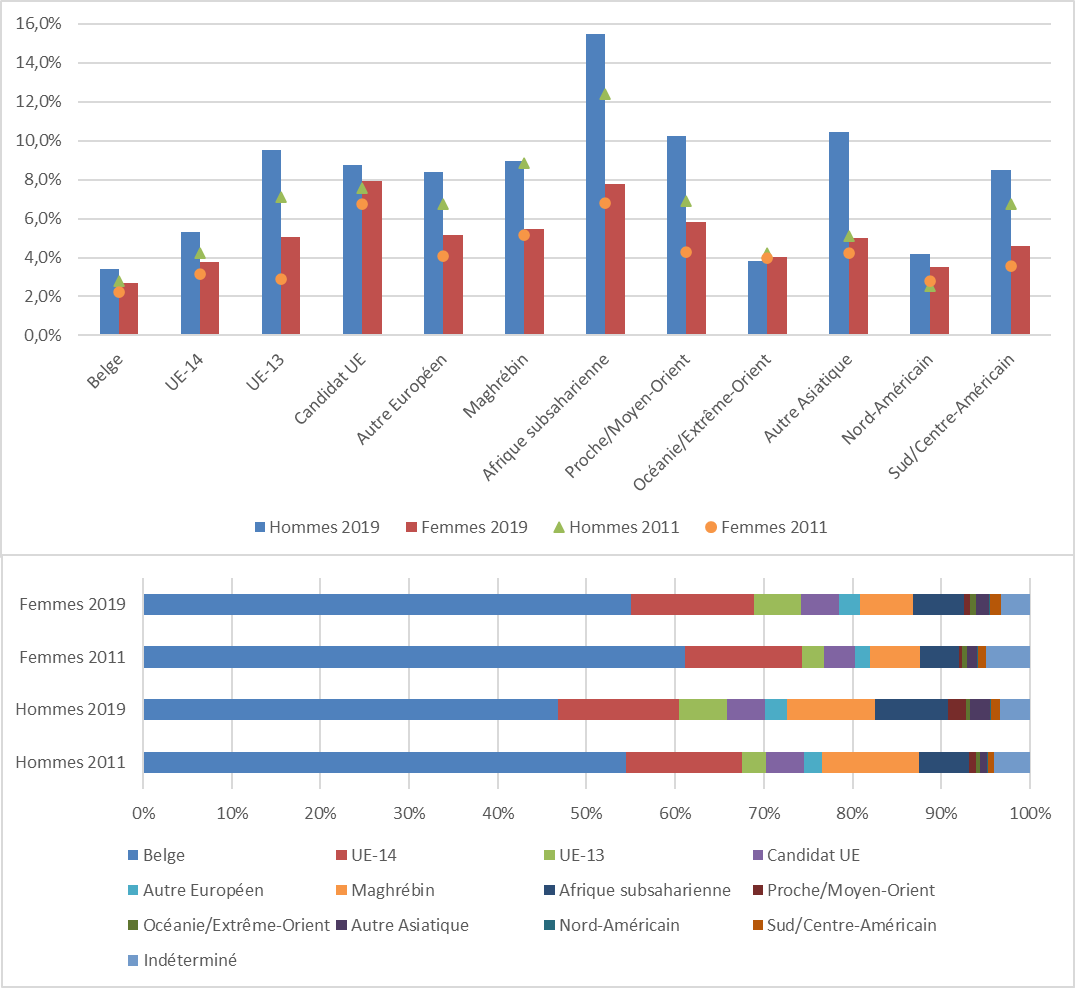 16,0%
14,0%
12,0%
10,0%
8,0%
6,0%
4,0%
2,0%
0,0%
Belge
UE-14
UE-13
Candidat UE
Autre Européen
Maghrébin
Afrique subsaharienne
Proche/Moyen-Orient
Océanie/Extrême-Orient
Autre Asiatique
Nord-Américain
Sud/Centre-Américain
Hommes 2019 Femmes 2019 Hommes 2011 Femmes 2011
Femmes 2019
Femmes 2011
Hommes 2019
Hommes 2011
0% 10% 20% 30% 40% 50% 60% 70% 80% 90% 100%
Belge UE-14 UE-13 Candidat UE
Autre Européen Maghrébin Afrique subsaharienne Proche/Moyen-Orient
Océanie/Extrême-Orient Autre Asiatique Nord-Américain Sud/Centre-Américain
Indéterminé